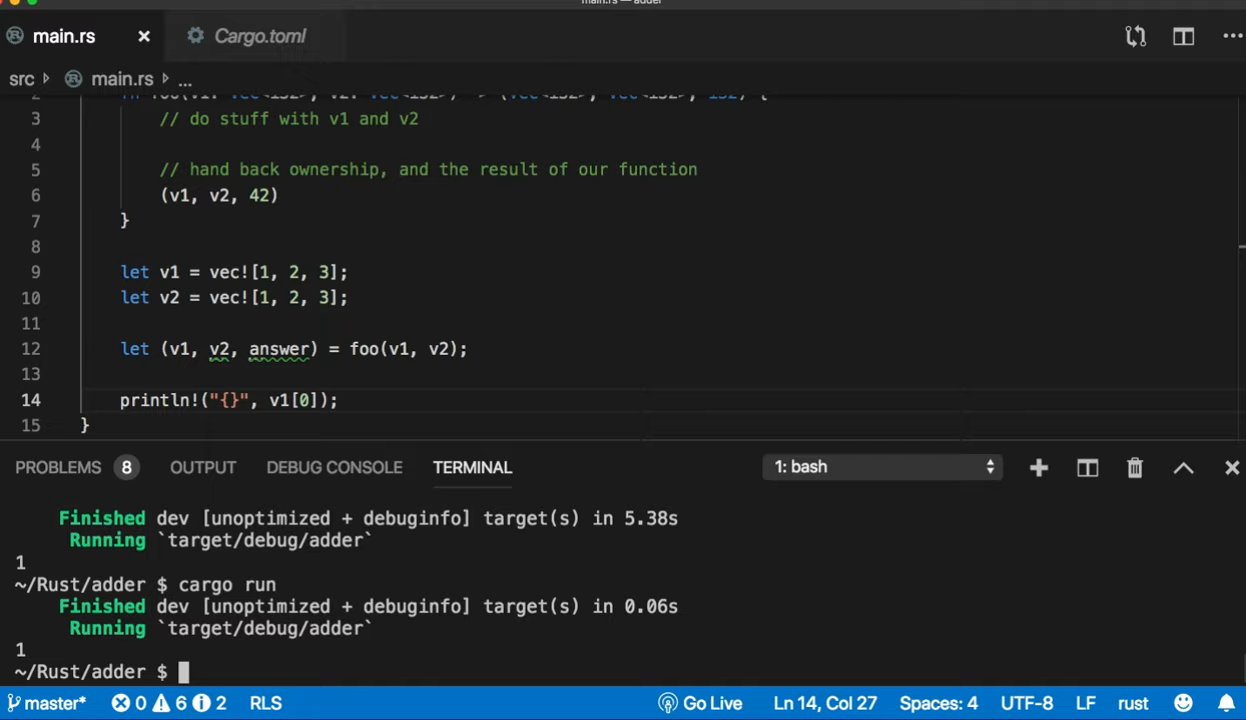 main.rs — adder
main.rs × Cargo.toml ...
src main.rs ...
2 fn foo(v1: Vec<i32>, v2: Vec<i32>) -> (Vec<i32>, Vec<i32>, i32) {
3 // do stuff with v1 and v2
4
5 // hand back ownership, and the result of our function
6 (v1, v2, 42)
7 }
8
9 let v1 = vec![1, 2, 3];
10 let v2 = vec![1, 2, 3];
11
12 let (v1, v2, answer) = foo(v1, v2);
13
14 println!("{}", v1[0]);
15 }
PROBLEMS 8 OUTPUT DEBUG CONSOLE TERMINAL 1: bash
Finished dev [unoptimized + debuginfo] target(s) in 5.38s
Running `target/debug/adder`
1
~/Rust/adder $ cargo run
Finished dev [unoptimized + debuginfo] target(s) in 0.06s
Running `target/debug/adder`
1
~/Rust/adder $
master* 0 6 2 RLS Go Live Ln 14, Col 27 Spaces: 4 UTF-8 LF rust